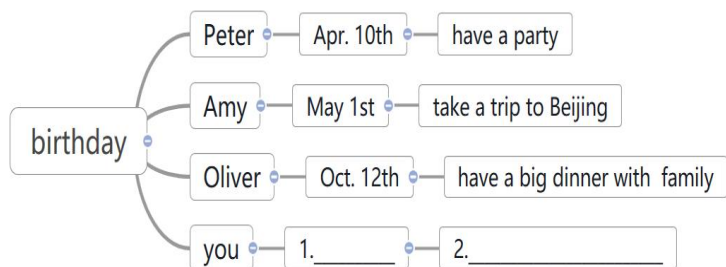 Peter Apr. 10th have a party
Amy May 1st take a trip to Beijing
birthday
Oliver Oct. 12th have a big dinner with family
you 1.________ 2.____________________